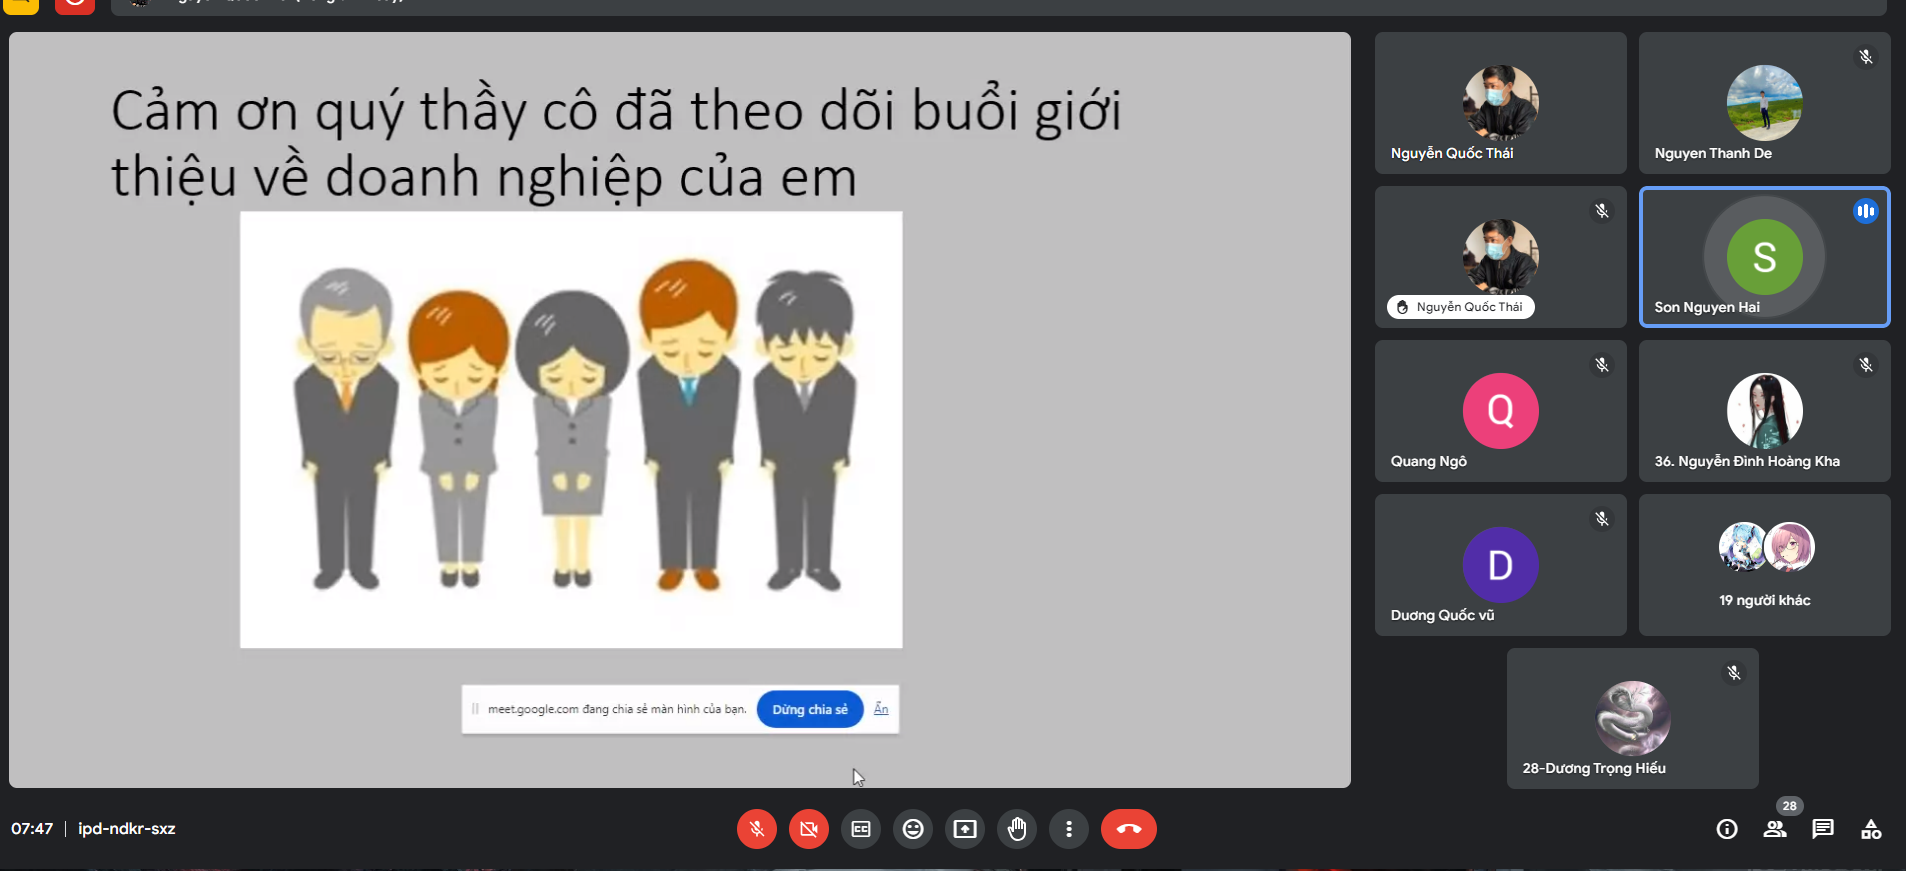 Cảm ơn quý thầy cô đã theo dõi buổi giới
thiệu về doanh nghiệp của em
meet.google.com đang chia sẻ màn hình của bạn.
Dừng chia sẻ
Ẩn
Nguyễn Quốc Thái
Nguyen Thanh De
Nguyễn Quốc Thái
S
Son Nguyen Hai
Q
Quang Ngô
36. Nguyễn Đình Hoàng Kha
D
Dương Quốc vũ
19 người khác
28-Dương Trọng Hiếu
07:47 | ipd-ndkr-sxz
CC
28